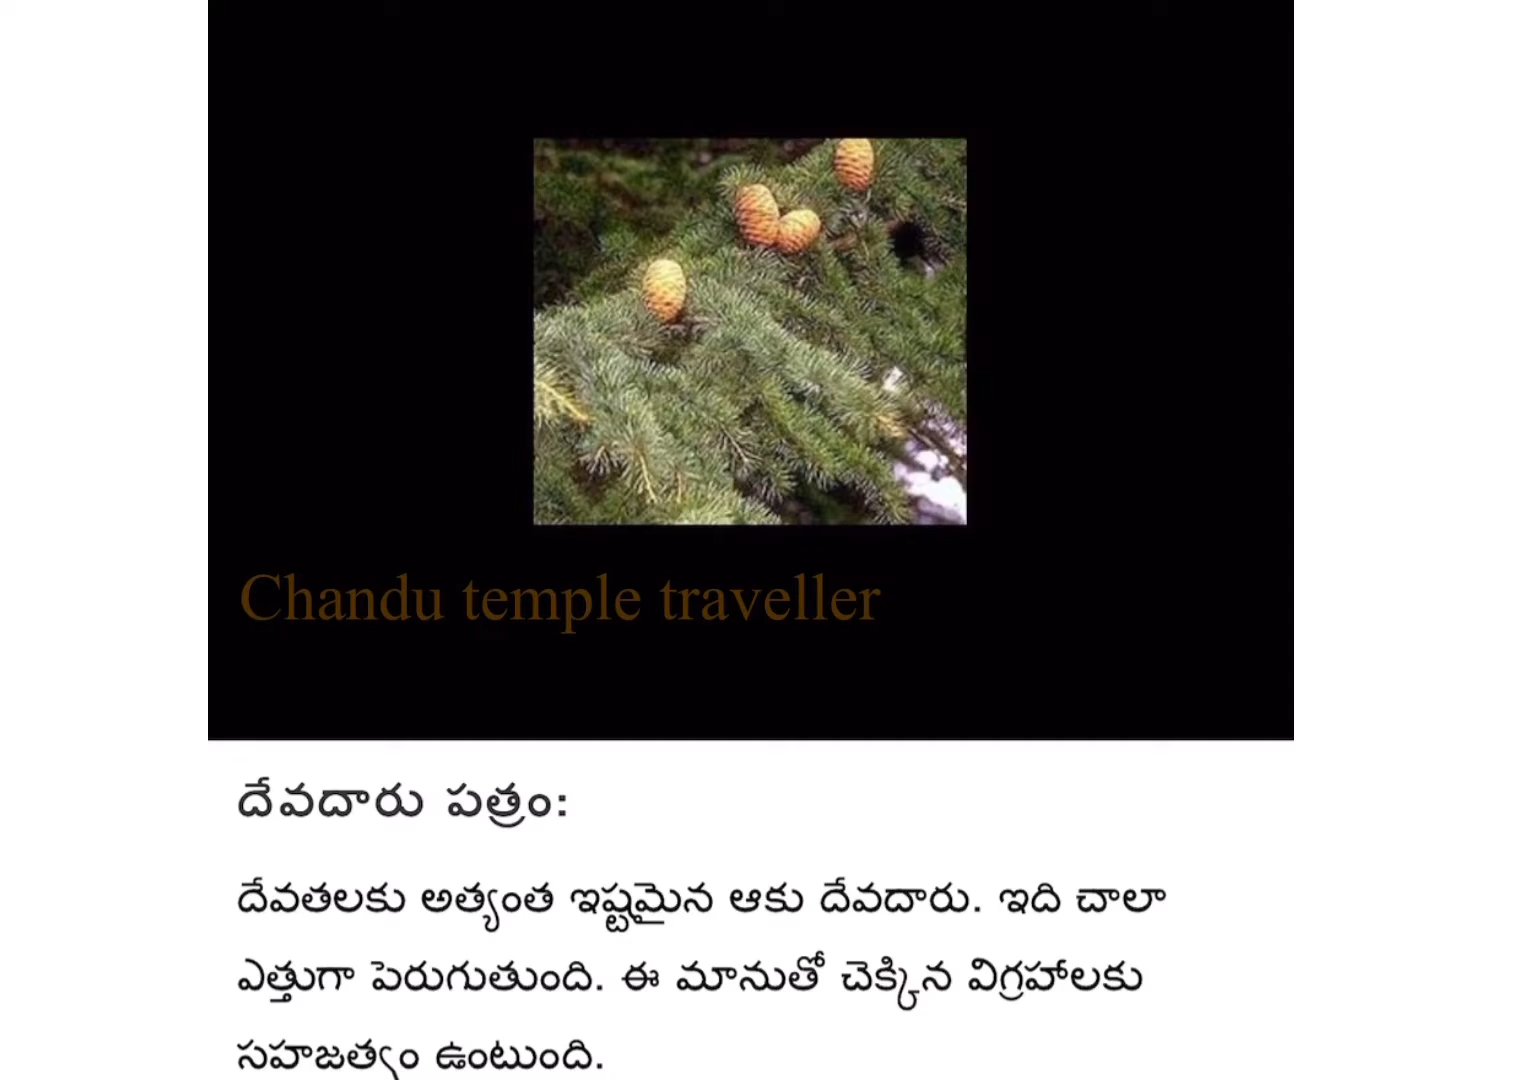 Chandu temple traveller
దేవదారు పత్రం:
దేవతలకు అత్యంత ఇష్టమైన ఆకు దేవదారు. ఇది చాలా
ఎత్తుగా పెరుగుతుంది. ఈ మానుతో చెక్కిన విగ్రహాలకు
సహజత్వం ఉంటుంది.